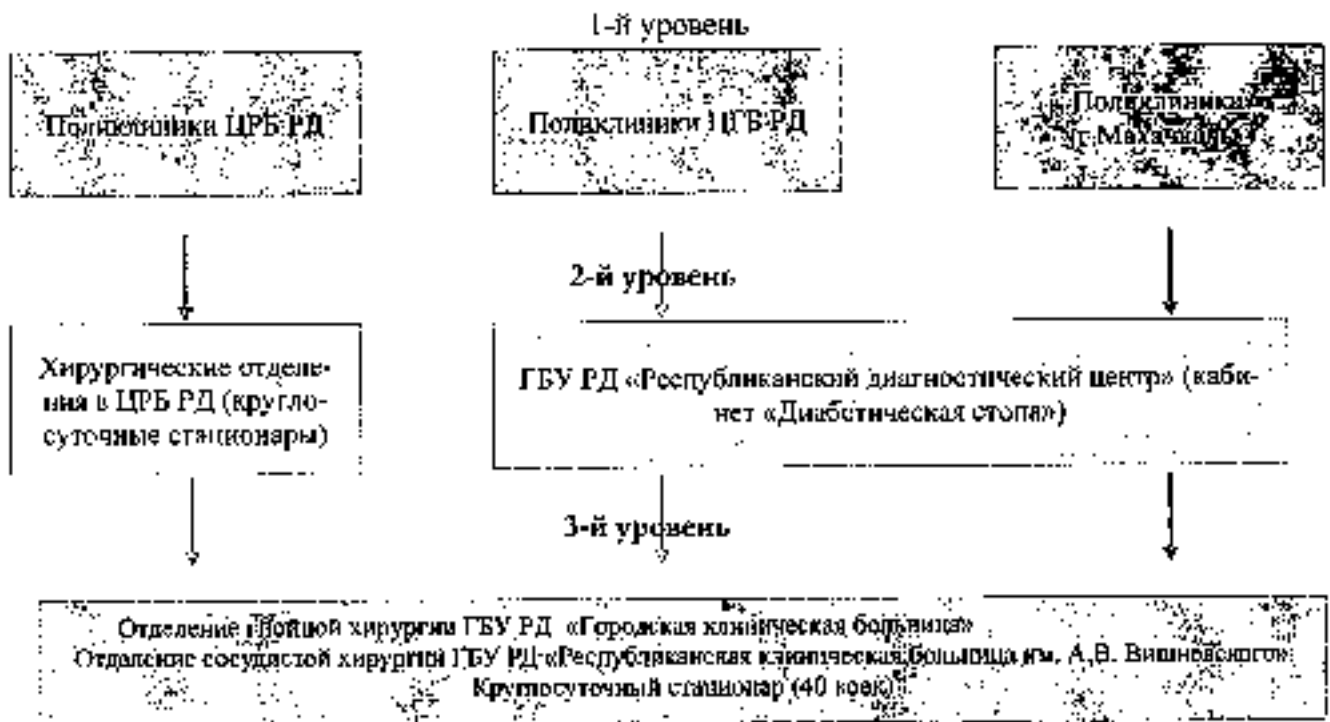 1-й уровень
Поликлиники ЦРБ РД
Поликлиники ЦГБ РД
Поликлиники
г.Махачкалы
2-й уровень
Хирургические отделе-
ния в ЦРБ РД (кругло-
суточные стационары)
ГБУ РД «Республиканский диагностический центр» (каби-
нет «Диабетическая стопа»)
3-й уровень
Отделение гнойной хирургии ГБУ РД «Городская клиническая больница»
Отделение сосудистой хирургии ГБУ РД «Республиканская клиническая больница им. А.В. Вишневского»
Круглосуточный стационар (40 коек)